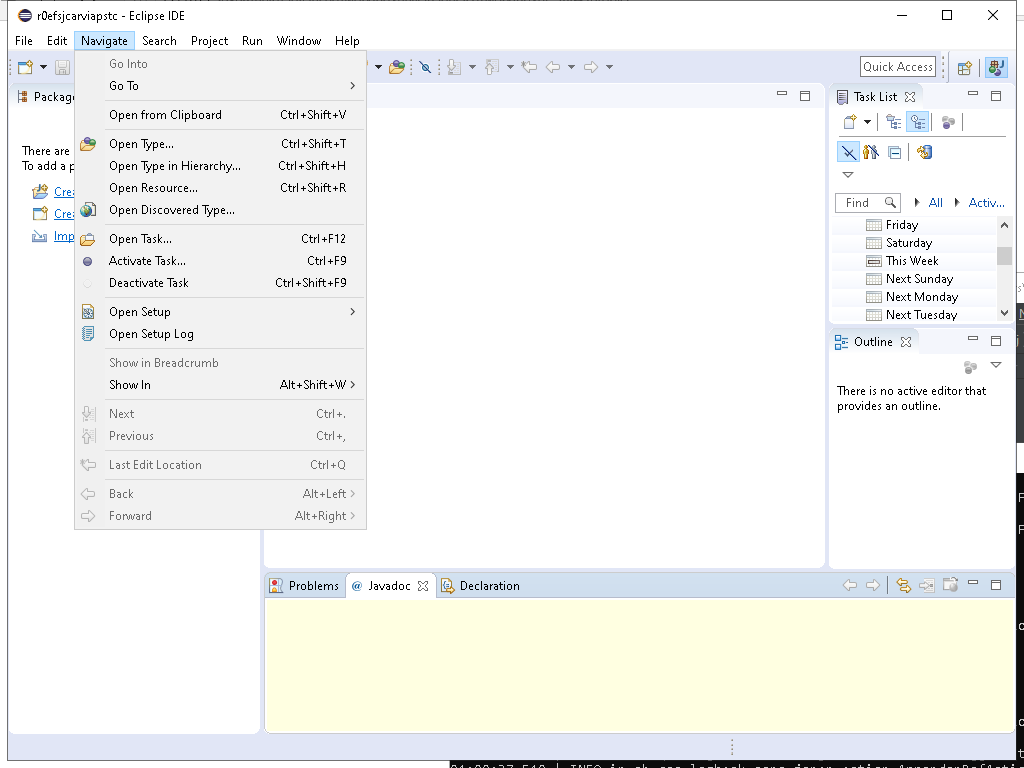 r0efsjcarviapstc - Eclipse IDE
File Edit Navigate Search Project Run Window Help
Quick Access
Go Into
Go To
Open from Clipboard Ctrl+Shift+V
Open Type... Ctrl+Shift+T
Open Type in Hierarchy... Ctrl+Shift+H
Open Resource... Ctrl+Shift+R
Open Discovered Type...
Open Task... Ctrl+F12
Activate Task... Ctrl+F9
Deactivate Task Ctrl+Shift+F9
Open Setup
Open Setup Log
Show in Breadcrumb
Show In Alt+Shift+W
Next Ctrl+.
Previous Ctrl+,
Last Edit Location Ctrl+Q
Back Alt+Left
Forward Alt+Right
Packag
There are
To add a p
Crea
Crea
Imp
Task List
Find All Activ...
Friday
Saturday
This Week
Next Sunday
Next Monday
Next Tuesday
Outline
There is no active editor that
provides an outline.
Problems @ Javadoc Declaration